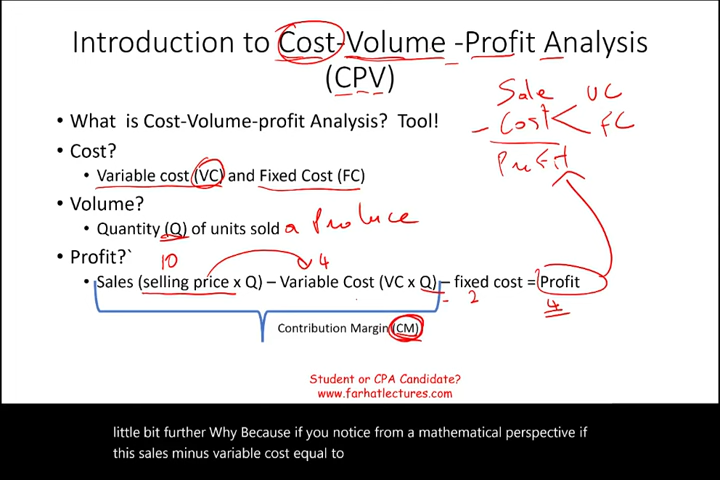 Introduction to Cost-Volume -Profit Analysis
(CPV)
Sale VC
- Cost < FC
Profit
• What is Cost-Volume-profit Analysis? Tool!
• Cost?
• Variable cost (VC) and Fixed Cost (FC)
• Volume?
• Quantity (Q) of units sold a Produce
• Profit?`
10 4
• Sales (selling price x Q) – Variable Cost (VC x Q) – fixed cost = Profit
2 4
Contribution Margin (CM)
Student or CPA Candidate?
www.farhatlectures.com
little bit further Why Because if you notice from a mathematical perspective if
this sales minus variable cost equal to